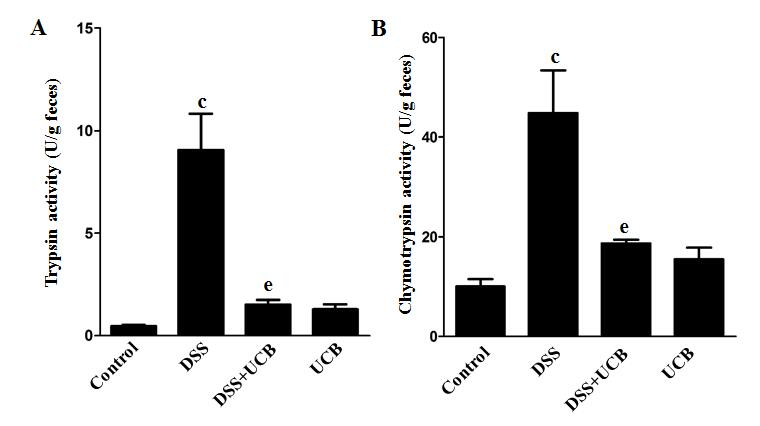 A
Trypsin activity (U/g feces)
15
10
5
0
c
e
Control
DSS
DSS+UCB
UCB
B
Chymotrypsin activity (U/g feces)
60
40
20
0
c
e
Control
DSS
DSS+UCB
UCB